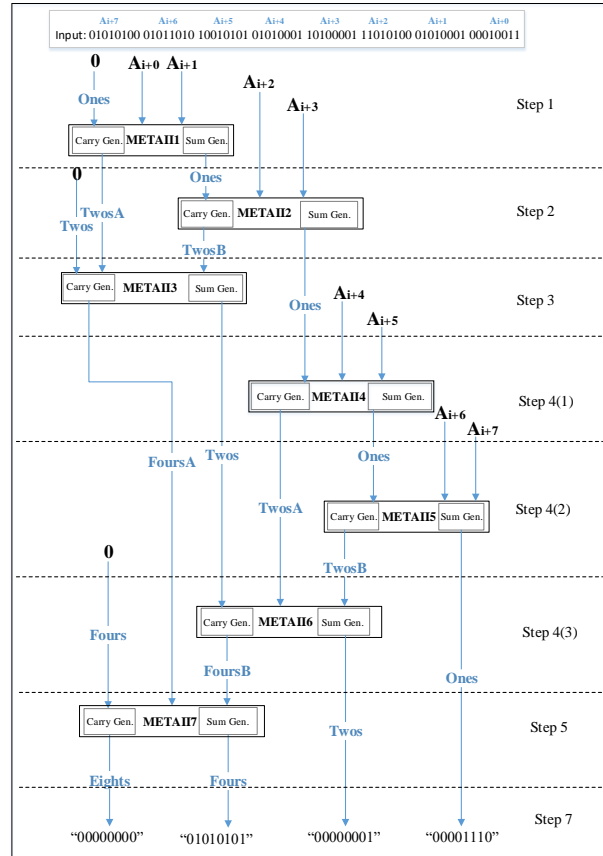 Ai+7 Ai+6 Ai+5 Ai+4 Ai+3 Ai+2 Ai+1 Ai+0
Input: 01010100 01011010 10010101 01010001 10100001 11010100 01010001 00010011
0 Ai+0 Ai+1
Ai+2
Ones
Ai+3
Step 1
Carry Gen. METAII1 Sum Gen.
0
Ones
TwosA
Twos
Step 2
Carry Gen. METAII2 Sum Gen.
TwosB
Carry Gen. METAII3 Sum Gen.
Ai+4
Step 3
Ones
Ai+5
Carry Gen. METAII4 Sum Gen.
Step 4(1)
Ai+6
Ai+7
FoursA Twos Ones
TwosA
Step 4(2)
Carry Gen. METAII5 Sum Gen.
0
TwosB
Carry Gen. METAII6 Sum Gen.
Step 4(3)
Fours
FoursB
Ones
Carry Gen. METAII7 Sum Gen.
Step 5
Twos
Eights Fours
Step 7
“00000000” “01010101” “00000001” “00001110”